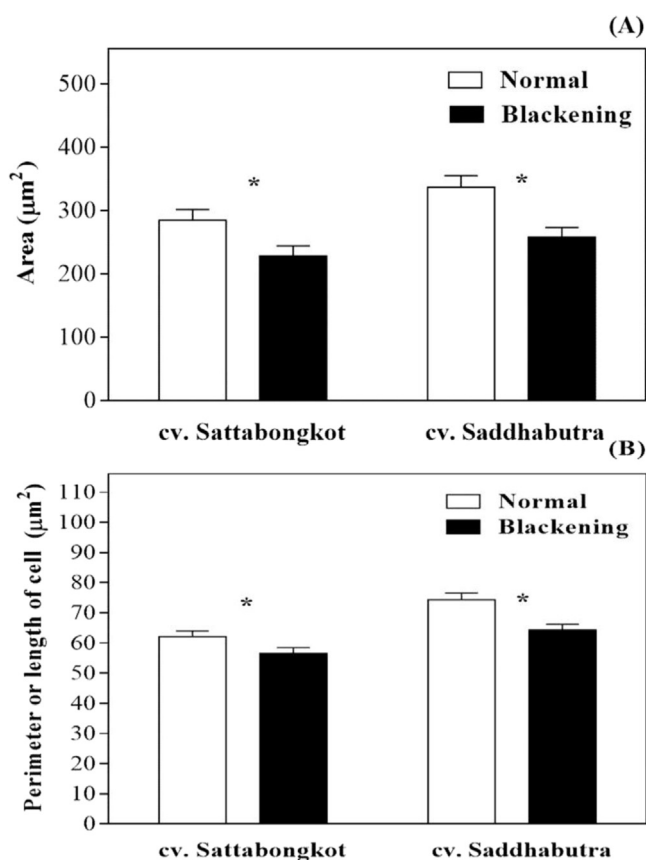 (A)
500
400
300
200
100
0
Area (μm²)
Normal
Blackening
*
*
cv. Sattabongkot
cv. Saddhabutra
(B)
110
100
90
80
70
60
50
40
30
20
10
0
Perimeter or length of cell (μm²)
Normal
Blackening
*
*
cv. Sattabongkot
cv. Saddhabutra